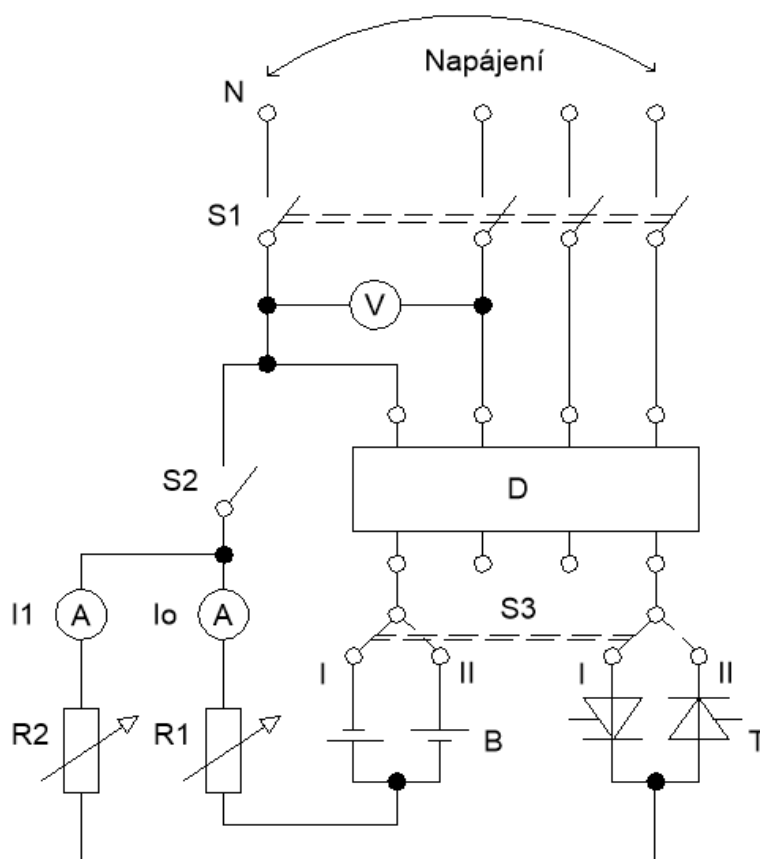 Napájení
N
S1
V
S2
D
I1 A Io A S3
I II I II
R2 R1 B T